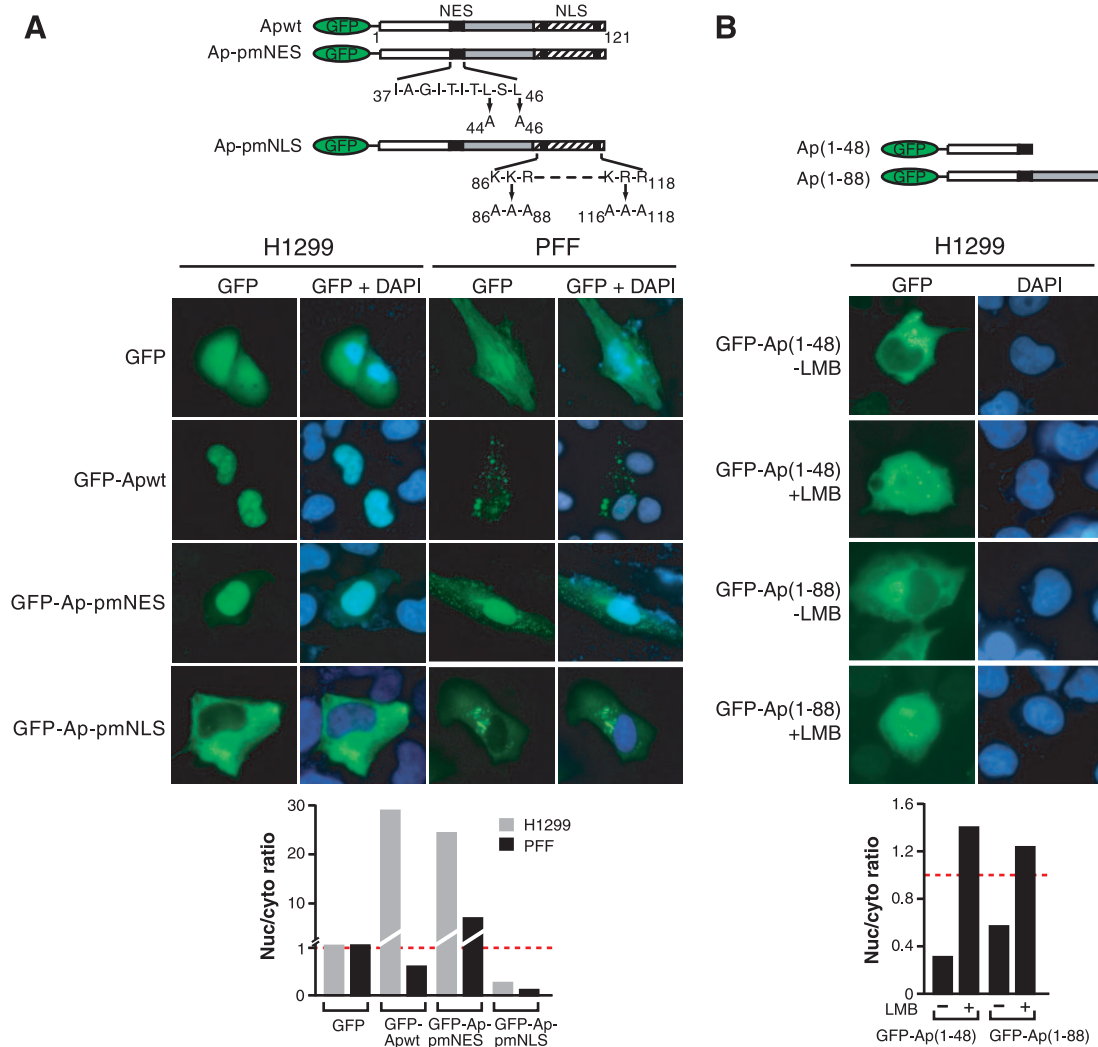 A
NES NLS
Apwt GFP
1 121
Ap-pmNES GFP
37 I-A-G-I-T-I-T-L-S-L 46
44 A A 46
Ap-pmNLS GFP
86 K-K-R K-R-R 118
86 A-A-A 88 116 A-A-A 118
H1299 PFF
GFP GFP + DAPI GFP GFP + DAPI
GFP
GFP-Apwt
GFP-Ap-pmNES
GFP-Ap-pmNLS
Nuc/cyto ratio
30
20
10
1
0
H1299
PFF
GFP GFP-Apwt GFP-Ap-pmNES GFP-Ap-pmNLS
B
Ap(1-48) GFP
Ap(1-88) GFP
H1299
GFP DAPI
GFP-Ap(1-48)
-LMB
GFP-Ap(1-48)
+LMB
GFP-Ap(1-88)
-LMB
GFP-Ap(1-88)
+LMB
Nuc/cyto ratio
1.6
1.2
0.8
0.4
0
LMB − + − +
GFP-Ap(1-48) GFP-Ap(1-88)